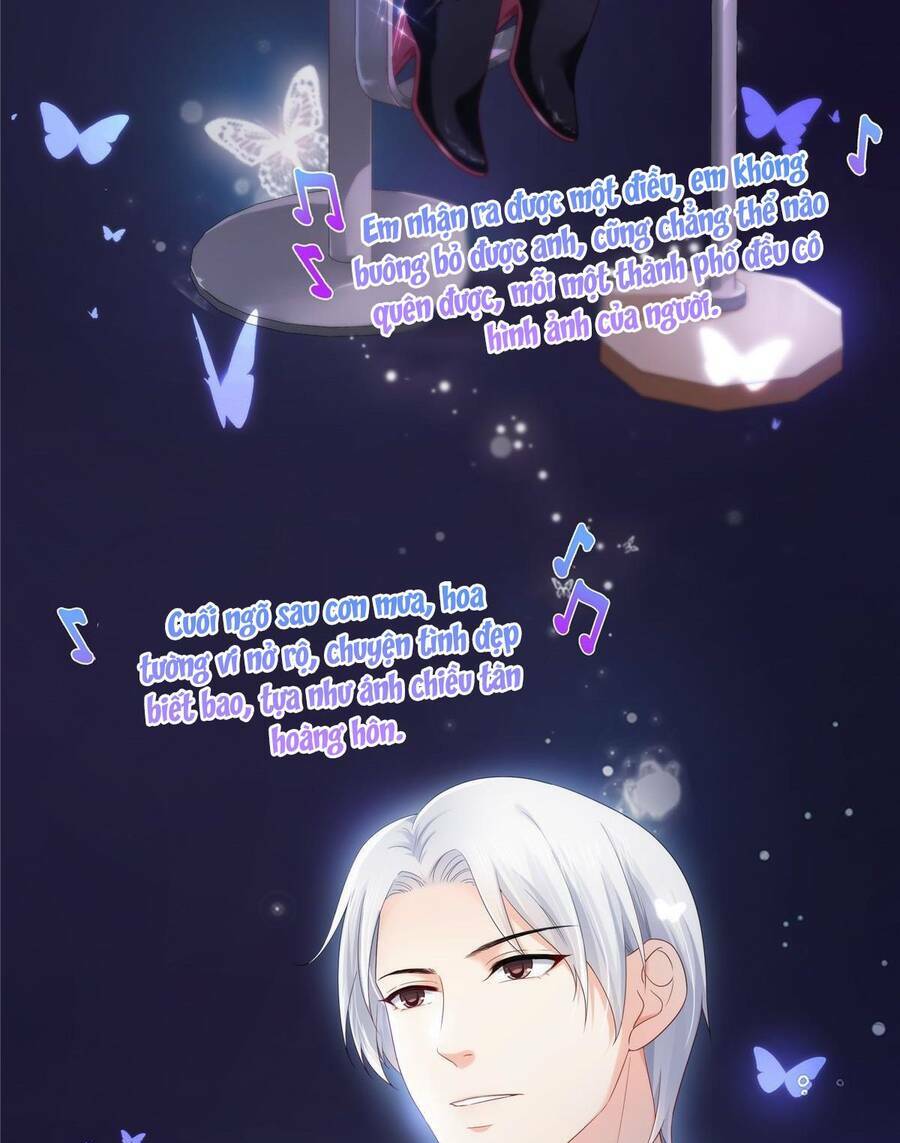 Em nhận ra được một điều, em không
buông bỏ được anh, cũng chẳng thể nào
quên được, mỗi một thành phố đều có
hình ảnh của người.
Cuối ngõ sau cơn mưa, hoa
tường vi nở rộ, chuyện tình đẹp
biết bao, tựa như ánh chiều tàn
hoàng hôn.